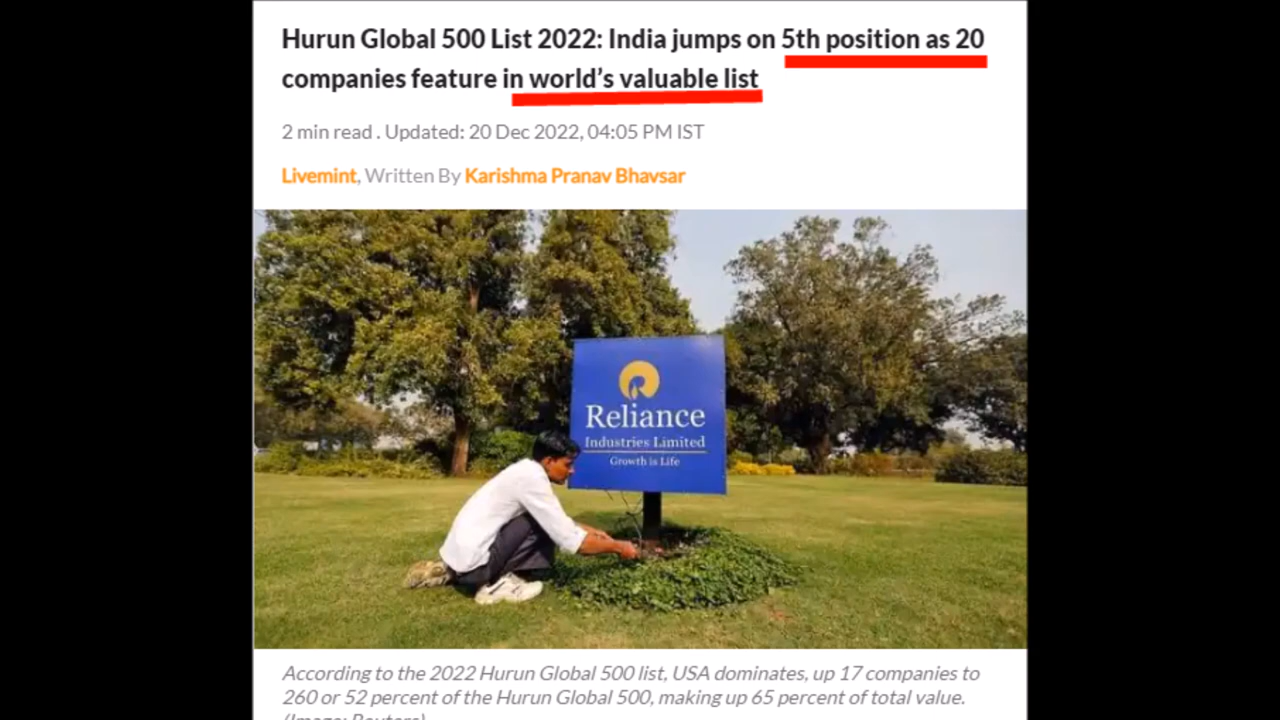 Hurun Global 500 List 2022: India jumps on 5th position as 20
companies feature in world's valuable list
2 min read . Updated: 20 Dec 2022, 04:05 PM IST
Livemint, Written By Karishma Pranav Bhavsar
Reliance
Industries Limited
Growth is Life
According to the 2022 Hurun Global 500 list, USA dominates, up 17 companies to
260 or 52 percent of the Hurun Global 500, making up 65 percent of total value.
(Image: Reuters)